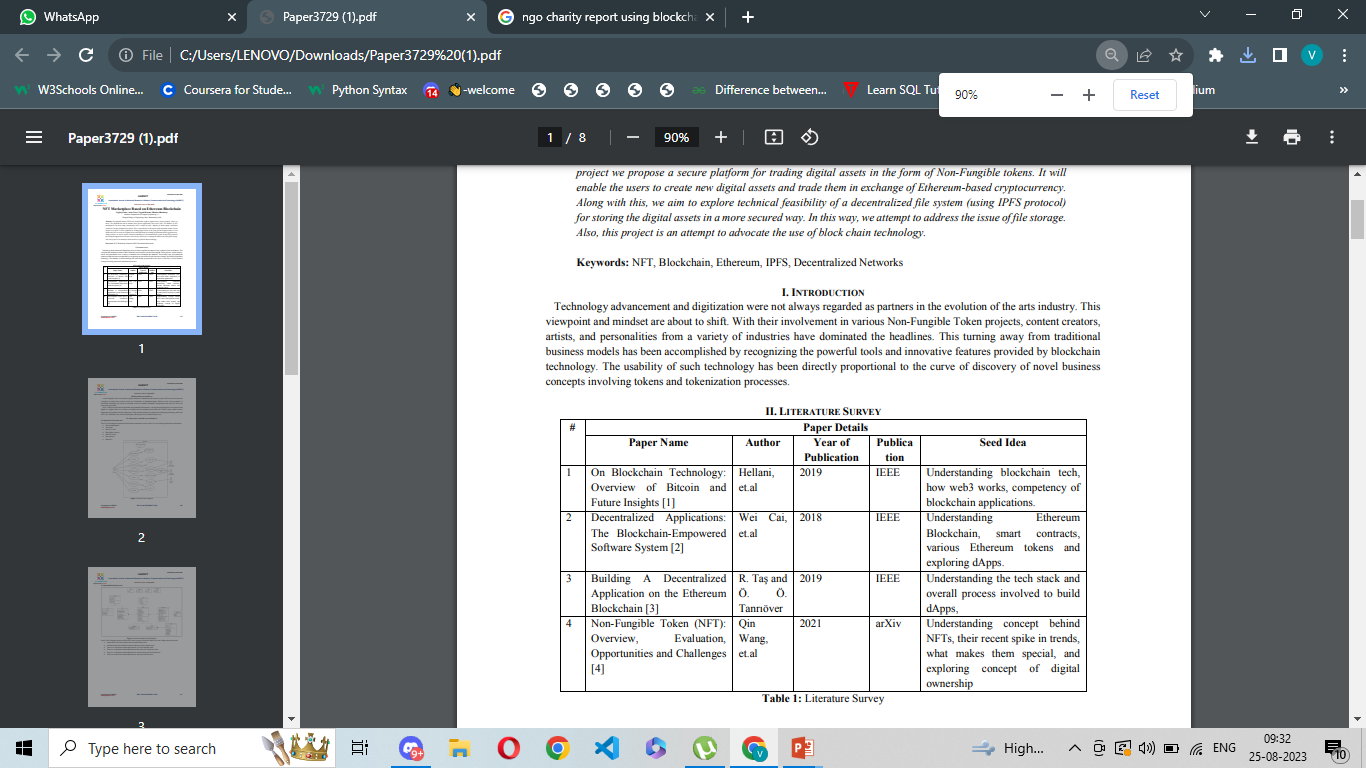 WhatsApp
Paper3729 (1).pdf
ngo charity report using blockcha
File
C:/Users/LENOVO/Downloads/Paper3729%20(1).pdf
V
W3Schools Online...
Coursera for Stude...
Python Syntax
14
-welcome
Difference between...
Learn SQL Tut
lium
»
90%
Reset
Paper3729 (1).pdf
1 / 8
90%
1
2
3
project we propose a secure platform for trading digital assets in the form of Non-Fungible tokens. It will
enable the users to create new digital assets and trade them in exchange of Ethereum-based cryptocurrency.
Along with this, we aim to explore technical feasibility of a decentralized file system (using IPFS protocol)
for storing the digital assets in a more secured way. In this way, we attempt to address the issue of file storage.
Also, this project is an attempt to advocate the use of block chain technology.
Keywords: NFT, Blockchain, Ethereum, IPFS, Decentralized Networks
I. INTRODUCTION
Technology advancement and digitization were not always regarded as partners in the evolution of the arts industry. This
viewpoint and mindset are about to shift. With their involvement in various Non-Fungible Token projects, content creators,
artists, and personalities from a variety of industries have dominated the headlines. This turning away from traditional
business models has been accomplished by recognizing the powerful tools and innovative features provided by blockchain
technology. The usability of such technology has been directly proportional to the curve of discovery of novel business
concepts involving tokens and tokenization processes.
II. LITERATURE SURVEY
#
Paper Details
Paper Name
Author
Year of
Publication
Publica
tion
Seed Idea
1
On Blockchain Technology:
Overview of Bitcoin and
Future Insights [1]
Hellani,
et.al
2019
IEEE
Understanding blockchain tech,
how web3 works, competency of
blockchain applications.
2
Decentralized Applications:
The Blockchain-Empowered
Software System [2]
Wei Cai,
et.al
2018
IEEE
Understanding Ethereum
Blockchain, smart contracts,
various Ethereum tokens and
exploring dApps.
3
Building A Decentralized
Application on the Ethereum
Blockchain [3]
R. Taş and
Ö. Ö.
Tanrıöver
2019
IEEE
Understanding the tech stack and
overall process involved to build
dApps,
4
Non-Fungible Token (NFT):
Overview, Evaluation,
Opportunities and Challenges
[4]
Qin
Wang,
et.al
2021
arXiv
Understanding concept behind
NFTs, their recent spike in trends,
what makes them special, and
exploring concept of digital
ownership
Table 1: Literature Survey
Type here to search
9+
V
High...
ENG
09:32
25-08-2023
10